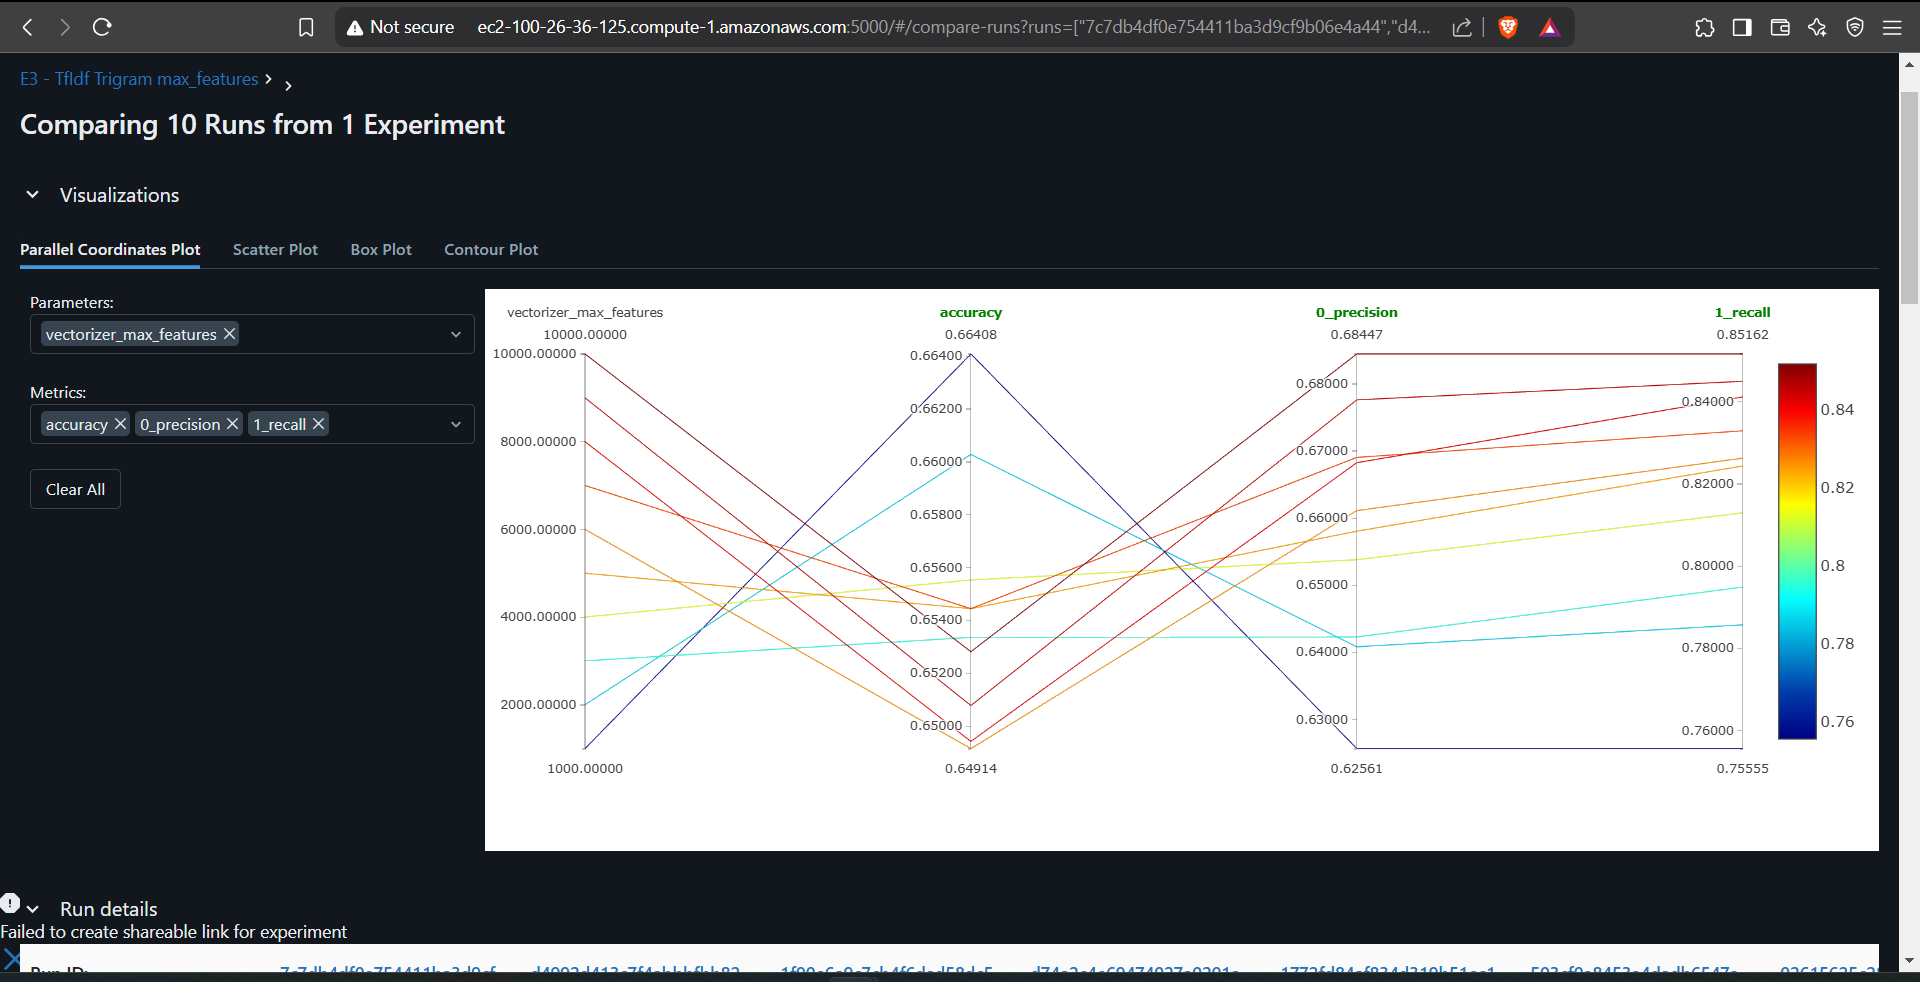 Not secure ec2-100-26-36-125.compute-1.amazonaws.com:5000/#/compare-runs?runs=["7c7db4df0e754411ba3d9cf9b06e4a44","d4...
E3 - TfIdf Trigram max_features
Comparing 10 Runs from 1 Experiment
Visualizations
Parallel Coordinates Plot Scatter Plot Box Plot Contour Plot
Parameters:
vectorizer_max_features
Metrics:
accuracy 0_precision 1_recall
Clear All
vectorizer_max_features accuracy 0_precision 1_recall
10000.00000 0.66408 0.68447 0.85162
10000.00000
8000.00000
6000.00000
4000.00000
2000.00000
1000.00000
0.66400
0.66200
0.66000
0.65800
0.65600
0.65400
0.65200
0.65000
0.64914
0.68000
0.67000
0.66000
0.65000
0.64000
0.63000
0.62561
0.84000
0.82000
0.80000
0.78000
0.76000
0.75555
0.84
0.82
0.8
0.78
0.76
Run details
Failed to create shareable link for experiment
Run ID: